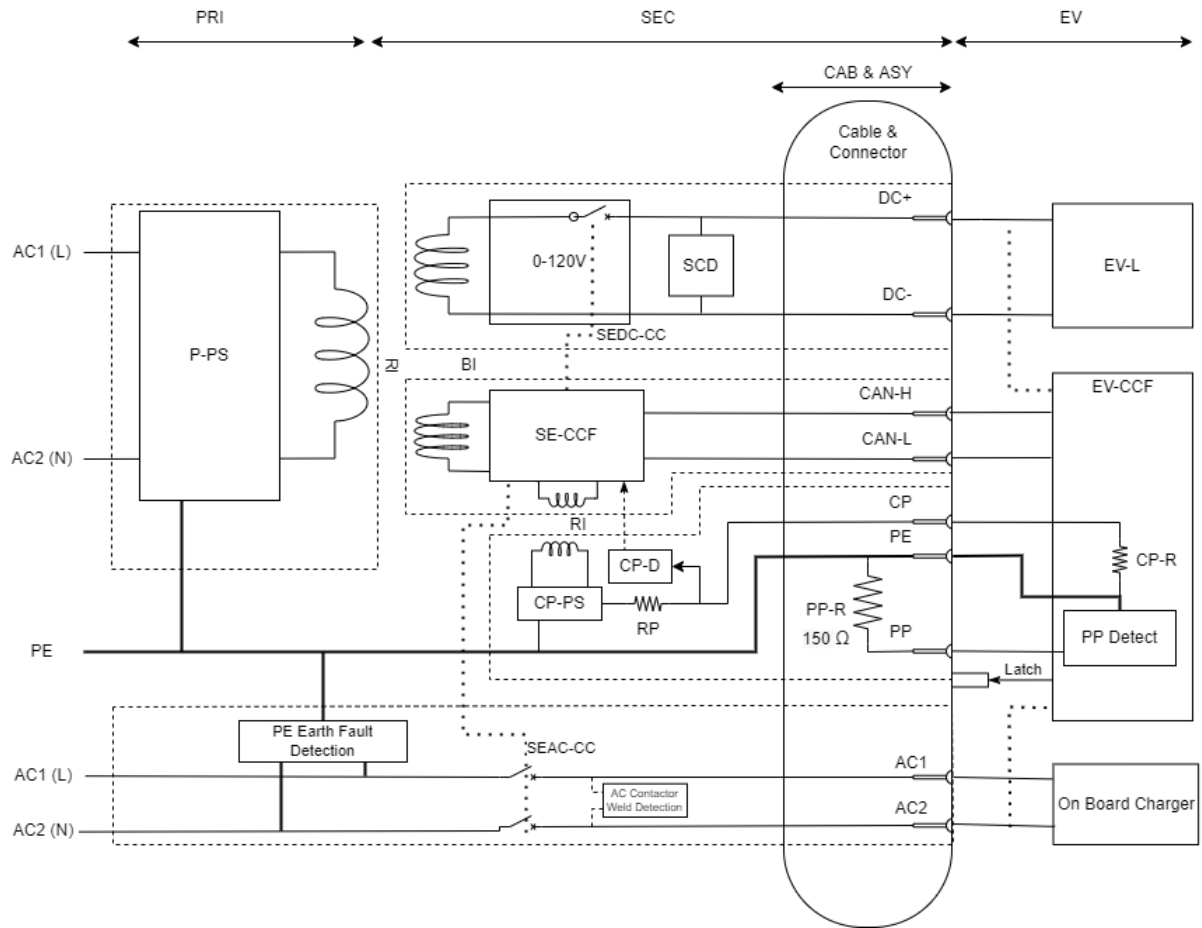 PRI
SEC
EV
CAB & ASY
Cable &
Connector
DC+
AC1 (L)
0-120V
SCD
EV-L
DC-
SEDC-CC
P-PS
RI
BI
EV-CCF
CAN-H
SE-CCF
CAN-L
AC2 (N)
CP
RI
PE
CP-D
CP-R
CP-PS
PP-R
RP
150 Ω
PP
PP Detect
PE
Latch
PE Earth Fault
Detection
SEAC-CC
AC1
AC1 (L)
AC Contactor
Weld Detection
AC2
On Board Charger
AC2 (N)